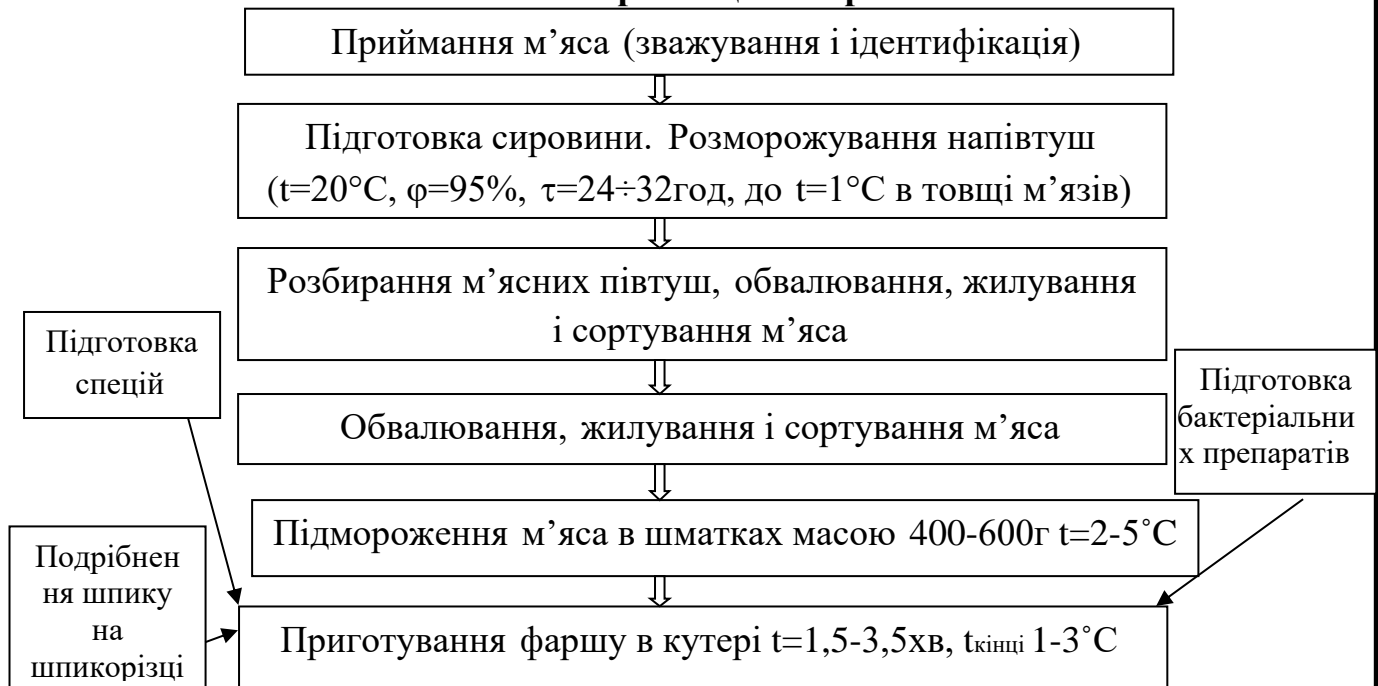 Приймання м’яса (зважування і ідентифікація)
Підготовка сировини. Розморожування напівтуш
(t=20°C, φ=95%, τ=24÷32год, до t=1°C в товщі м’язів)
Розбирання м’ясних півтуш, обвалювання, жилування
і сортування м’яса
Підготовка
спецій
Обвалювання, жилування і сортування м’яса
Підготовка
бактеріальни
х препаратів
Підмороження м’яса в шматках масою 400-600г t=2-5˚C
Подрібнен
ня шпику
на
шпикорізці
Приготування фаршу в кутері t=1,5-3,5хв, tкінці 1-3˚C